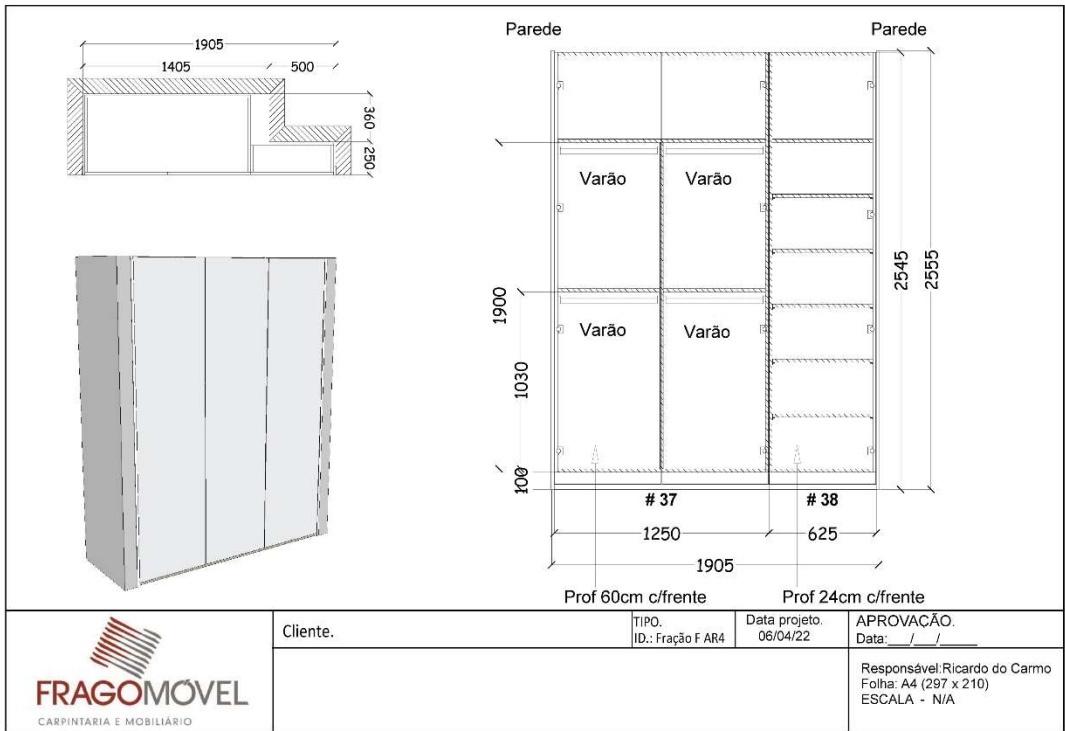 1905
1405
500
360
250
Parede
Parede
Varão
Varão
Varão
Varão
1900
1030
100
2545
2555
# 37
# 38
1250
625
1905
Prof 60cm c/frente
Prof 24cm c/frente
FRAGOMÓVEL
CARPINTARIA E MOBILIÁRIO
Cliente.
TIPO.
ID.: Fração F AR4
Data projeto.
06/04/22
APROVAÇÃO.
Data:___/___/_____
Responsável:Ricardo do Carmo
Folha: A4 (297 x 210)
ESCALA - N/A